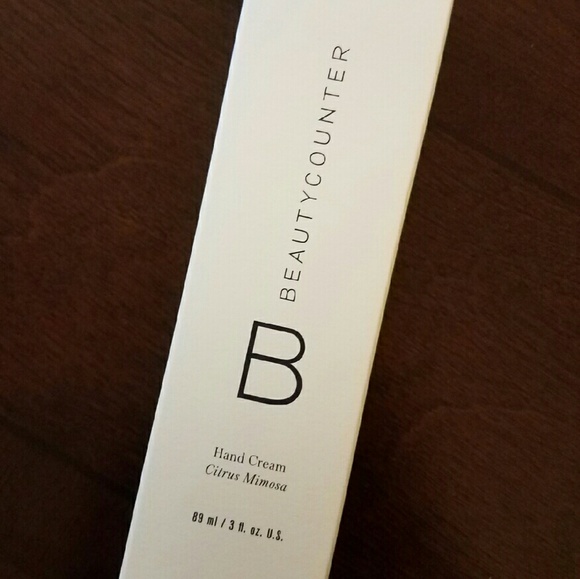 BEAUTYCOUNTER
B
Hand Cream
Citrus Mimosa
89 ml / 3 fl. oz. U.S.